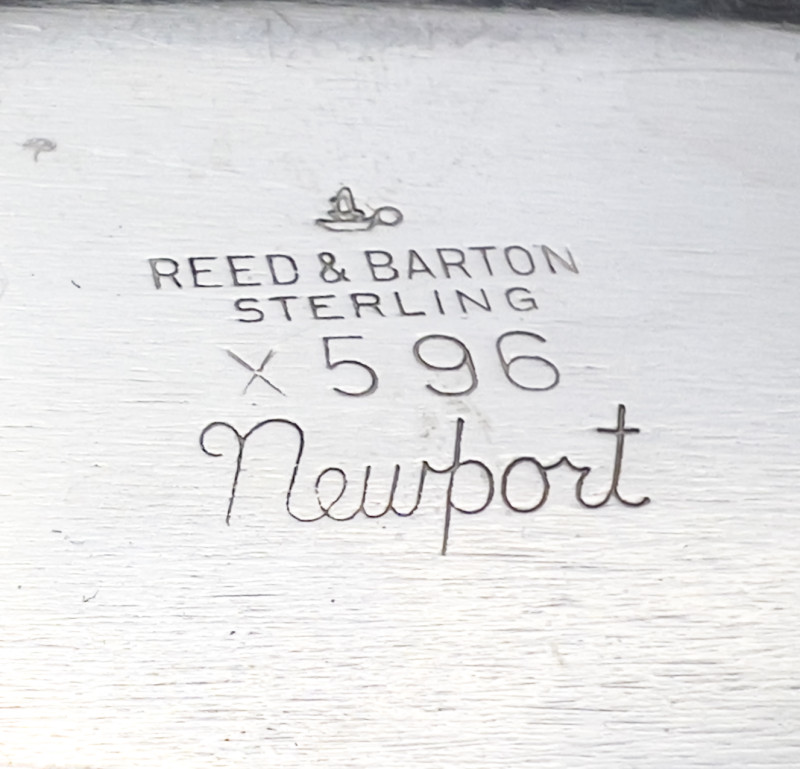 REED & BARTON
STERLING
X596
Newport